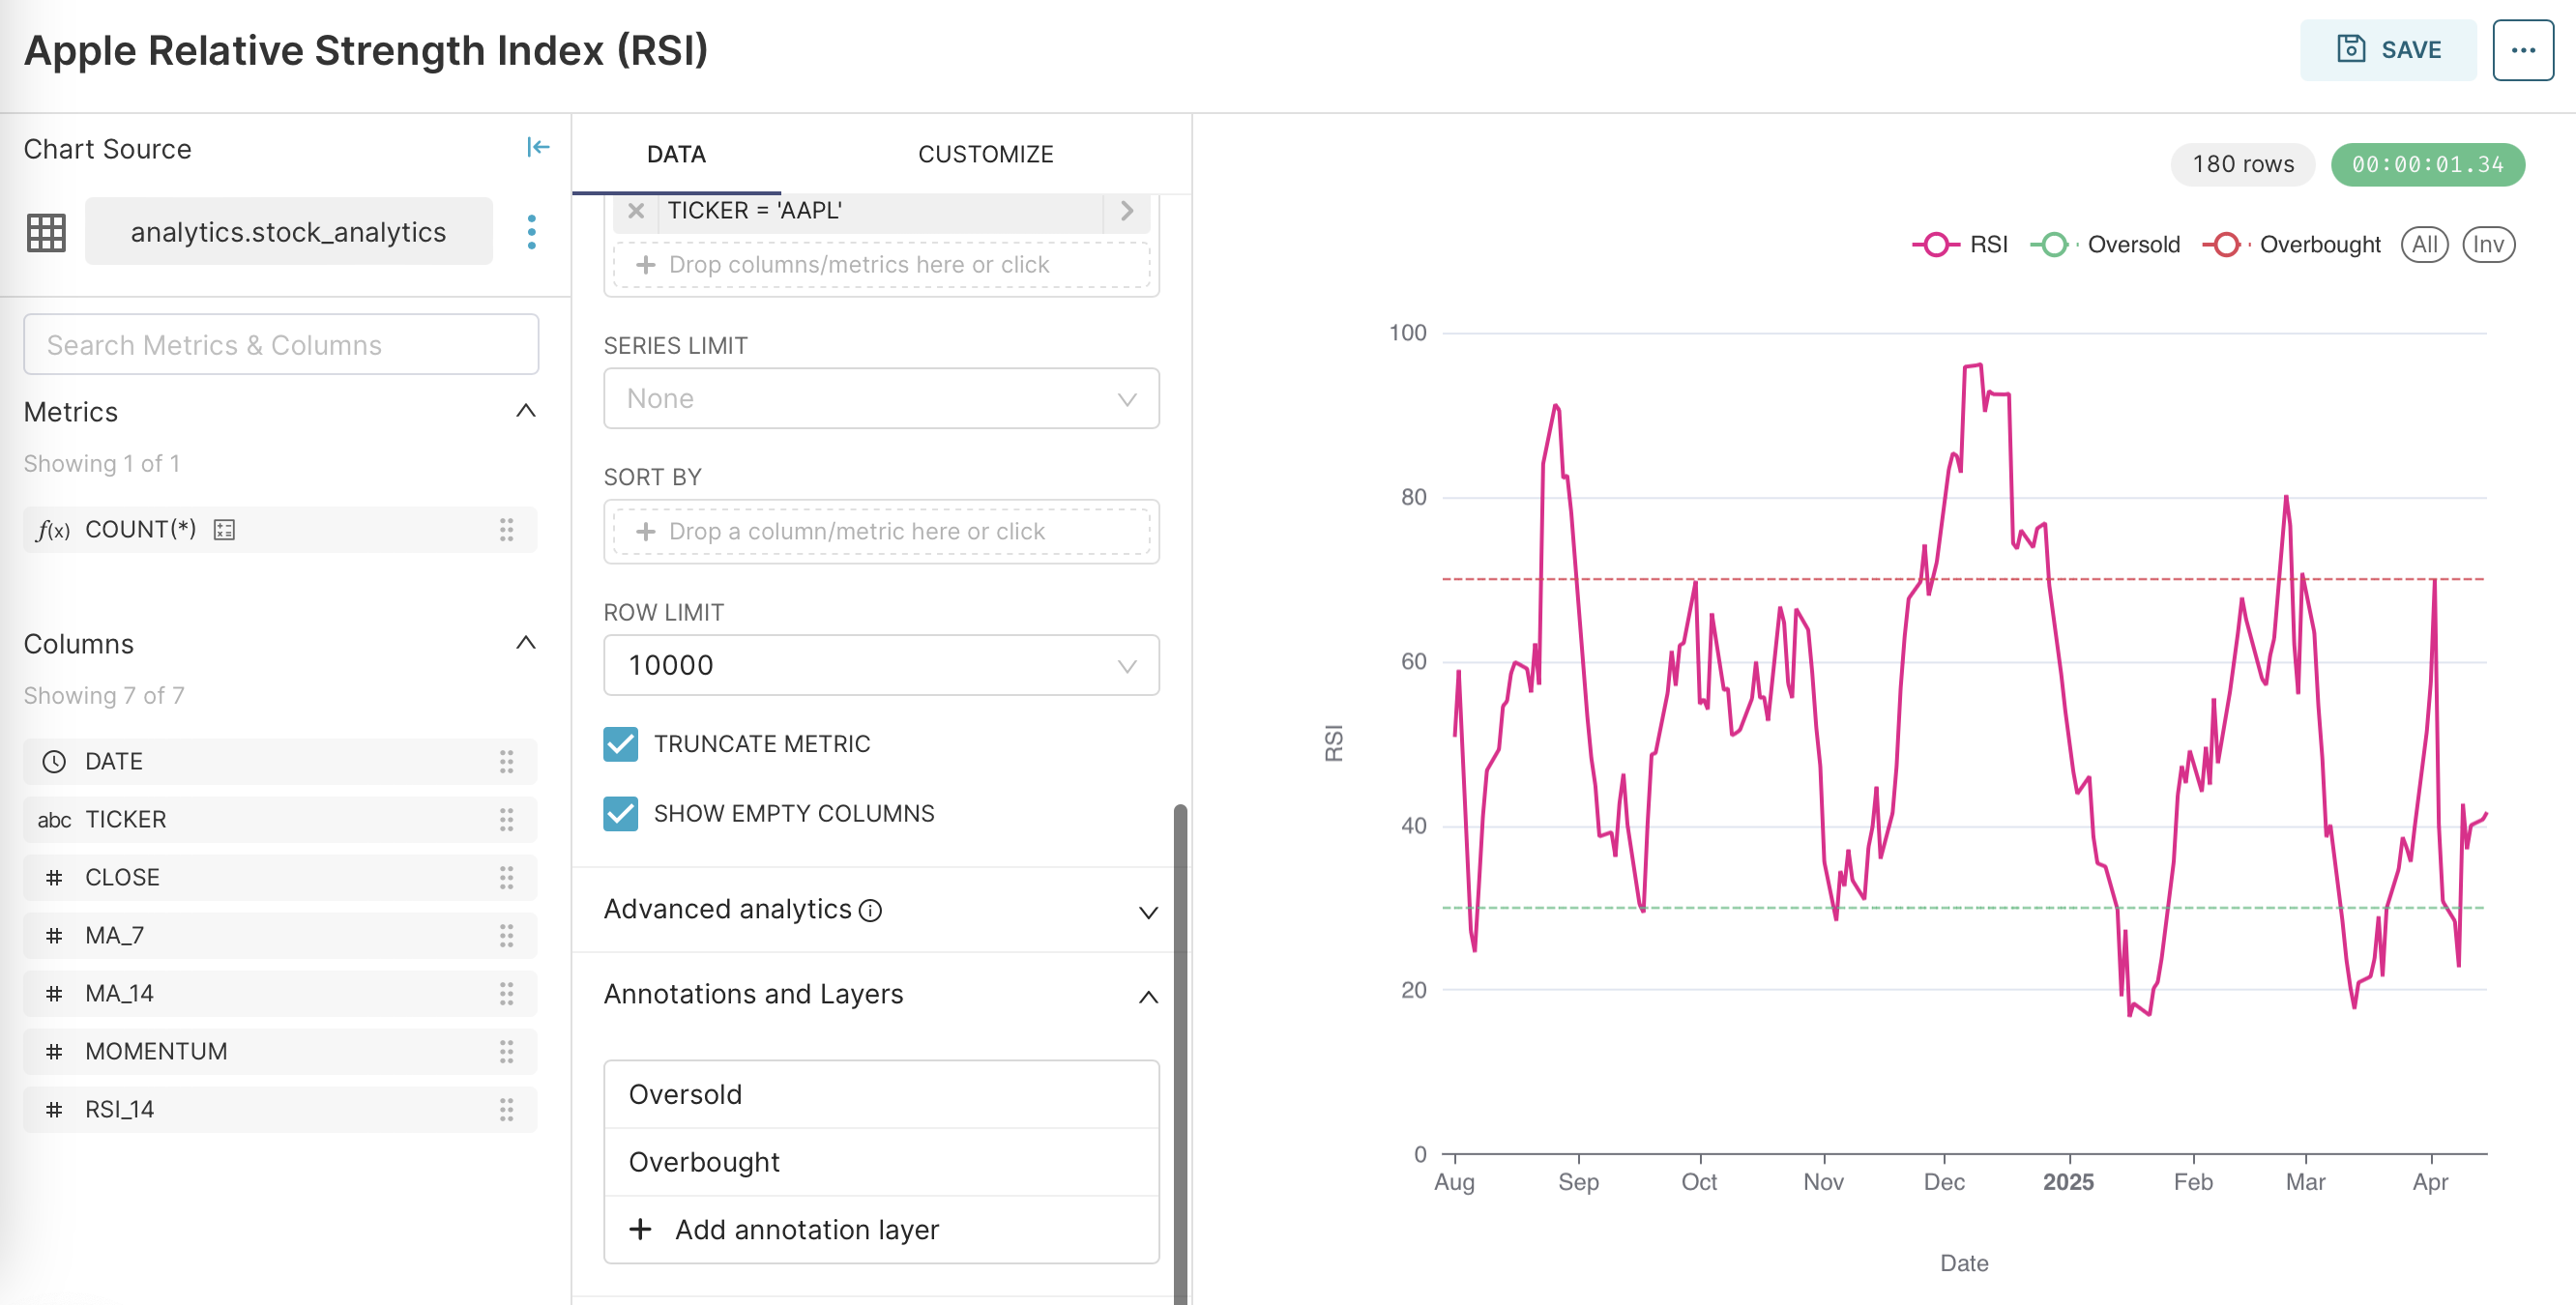 Apple Relative Strength Index (RSI)
SAVE
...
Chart Source
analytics.stock_analytics
Search Metrics & Columns
Metrics
Showing 1 of 1
f(x) COUNT(*)
Columns
Showing 7 of 7
DATE
abc TICKER
# CLOSE
# MA_7
# MA_14
# MOMENTUM
# RSI_14
DATA
CUSTOMIZE
TICKER = 'AAPL'
+ Drop columns/metrics here or click
SERIES LIMIT
None
SORT BY
+ Drop a column/metric here or click
ROW LIMIT
10000
TRUNCATE METRIC
SHOW EMPTY COLUMNS
Advanced analytics
Annotations and Layers
Oversold
Overbought
+ Add annotation layer
180 rows
00:00:01.34
RSI
Oversold
Overbought
All
Inv
100
80
60
40
20
0
RSI
Aug
Sep
Oct
Nov
Dec
2025
Feb
Mar
Apr
Date